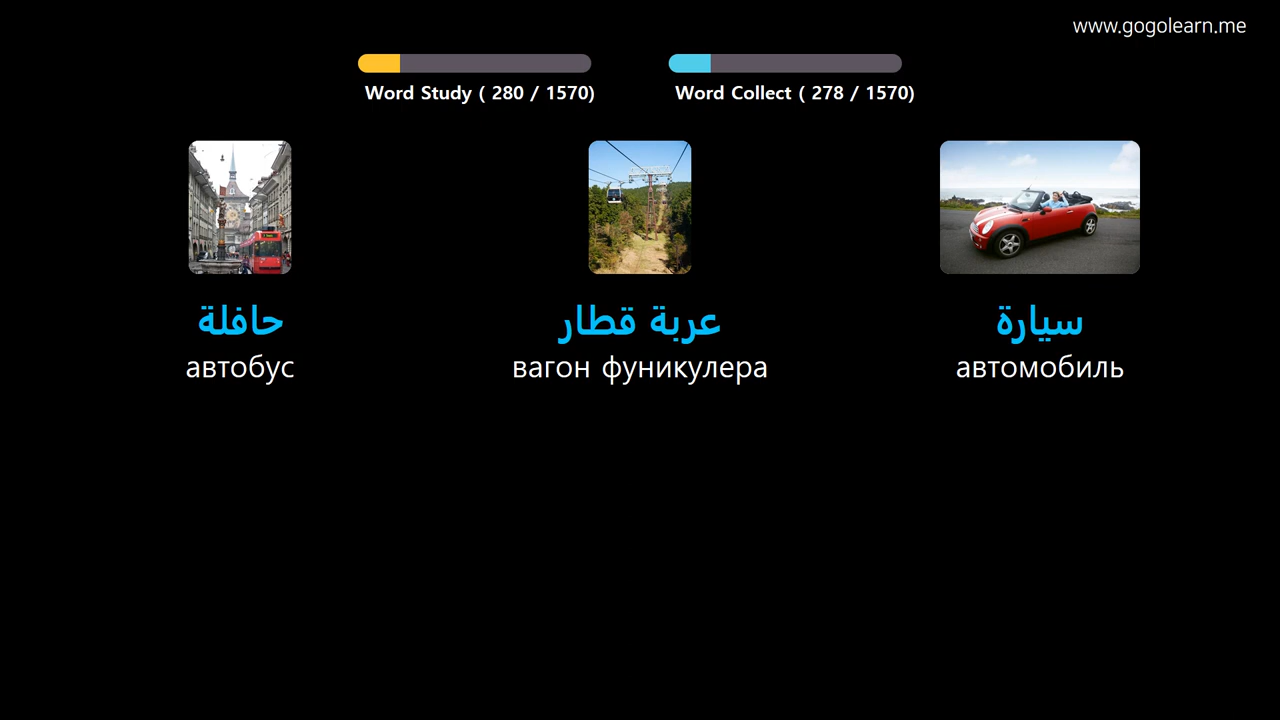 www.gogolearn.me
Word Study ( 280 / 1570)
Word Collect ( 278 / 1570)
حافلة
автобус
عربة قطار
вагон фуникулера
سيارة
автомобиль